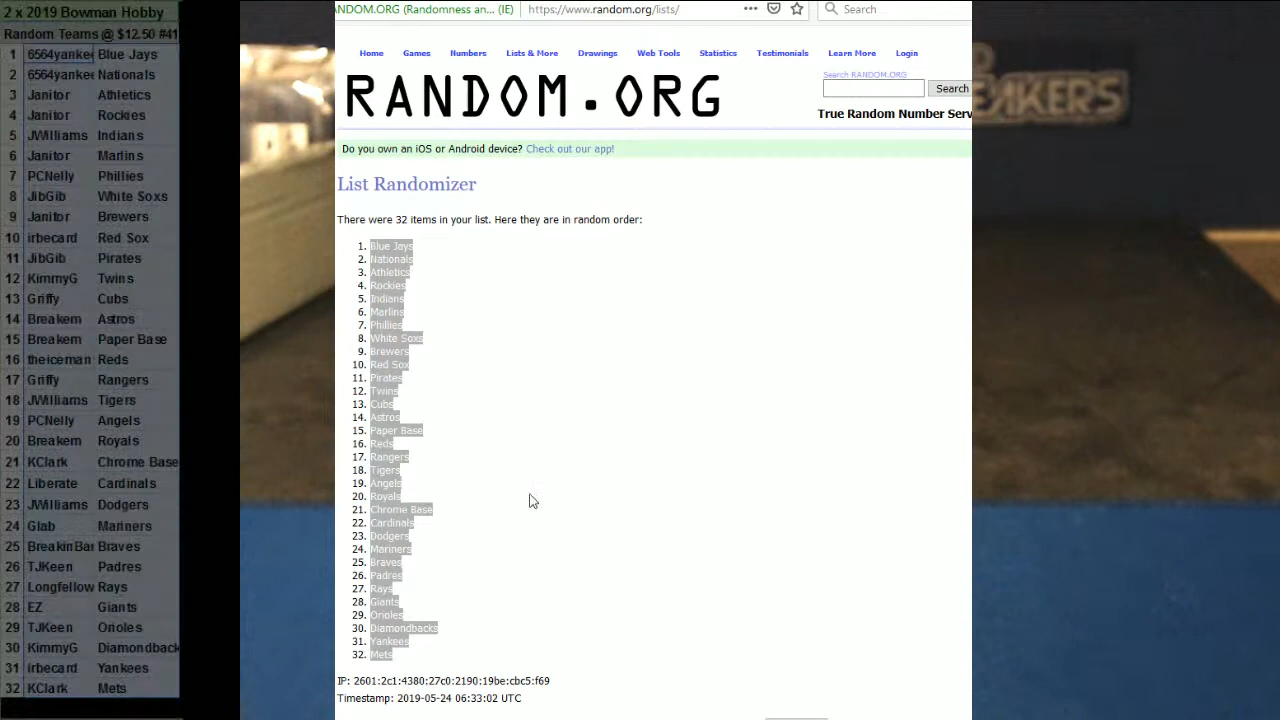 2 x 2019 Bowman Hobby
Random Teams @ $12.50 #41
1 6564yankee Blue Jays
2 6564yankee Nationals
3 Janitor Athletics
4 Janitor Rockies
5 JWilliams Indians
6 Janitor Marlins
7 PCNelly Phillies
8 JibGib White Soxs
9 Janitor Brewers
10 irbecard Red Sox
11 JibGib Pirates
12 KimmyG Twins
13 Griffy Cubs
14 Breakem Astros
15 Breakem Paper Base
16 theiceman Reds
17 Griffy Rangers
18 JWilliams Tigers
19 PCNelly Angels
20 Breakem Royals
21 KClark Chrome Base
22 Liberate Cardinals
23 JWilliams Dodgers
24 Glab Mariners
25 BreakinBar Braves
26 TJKeen Padres
27 Longfellow Rays
28 EZ Giants
29 TJKeen Orioles
30 KimmyG Diamondback
31 irbecard Yankees
32 KClark Mets
ANDOM.ORG (Randomness an... (IE) https://www.random.org/lists/ ••• Search
Home Games Numbers Lists & More Drawings Web Tools Statistics Testimonials Learn More Login
RANDOM.ORG
Search RANDOM.ORG
Search
True Random Number Serv
Do you own an iOS or Android device? Check out our app!
List Randomizer
There were 32 items in your list. Here they are in random order:
1. Blue Jays
2. Nationals
3. Athletics
4. Rockies
5. Indians
6. Marlins
7. Phillies
8. White Soxs
9. Brewers
10. Red Sox
11. Pirates
12. Twins
13. Cubs
14. Astros
15. Paper Base
16. Reds
17. Rangers
18. Tigers
19. Angels
20. Royals
21. Chrome Base
22. Cardinals
23. Dodgers
24. Mariners
25. Braves
26. Padres
27. Rays
28. Giants
29. Orioles
30. Diamondbacks
31. Yankees
32. Mets
IP: 2601:2c1:4380:27c0:2190:19be:cbc5:f69
Timestamp: 2019-05-24 06:33:02 UTC
EAKERS